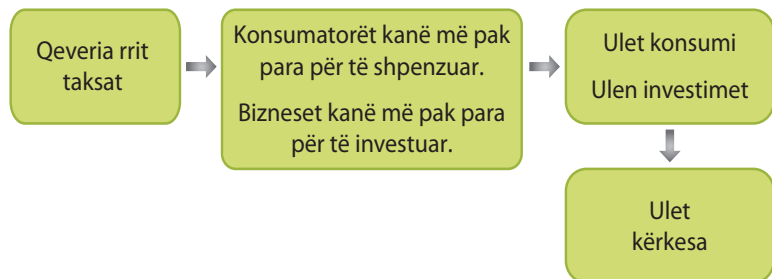 Qeveria rrit
taksat
Konsumatorët kanë më pak
para për të shpenzuar.
Bizneset kanë më pak para
për të investuar.
Ulet konsumi
Ulen investimet
Ulet
kërkesa